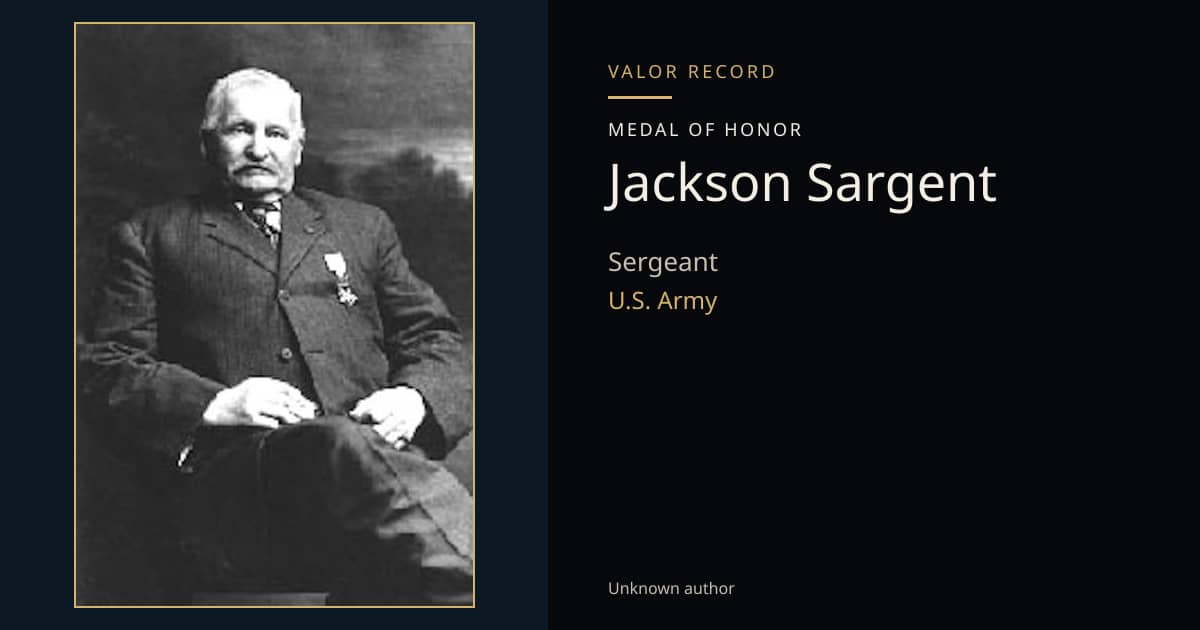 VALOR RECORD
MEDAL OF HONOR
Jackson Sargent
Sergeant
U.S. Army
Unknown author